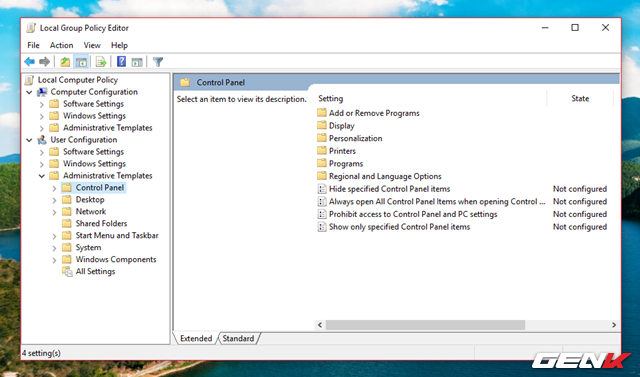 Local Group Policy Editor
File Action View Help
Local Computer Policy
Computer Configuration
Software Settings
Windows Settings
Administrative Templates
User Configuration
Software Settings
Windows Settings
Administrative Templates
Control Panel
Desktop
Network
Shared Folders
Start Menu and Taskbar
System
Windows Components
All Settings
Control Panel
Select an item to view its description.
Setting State
Add or Remove Programs
Display
Personalization
Printers
Programs
Regional and Language Options
Hide specified Control Panel items Not configured
Always open All Control Panel Items when opening Control ... Not configured
Prohibit access to Control Panel and PC settings Not configured
Show only specified Control Panel items Not configured
Extended Standard
4 setting(s)
GENK